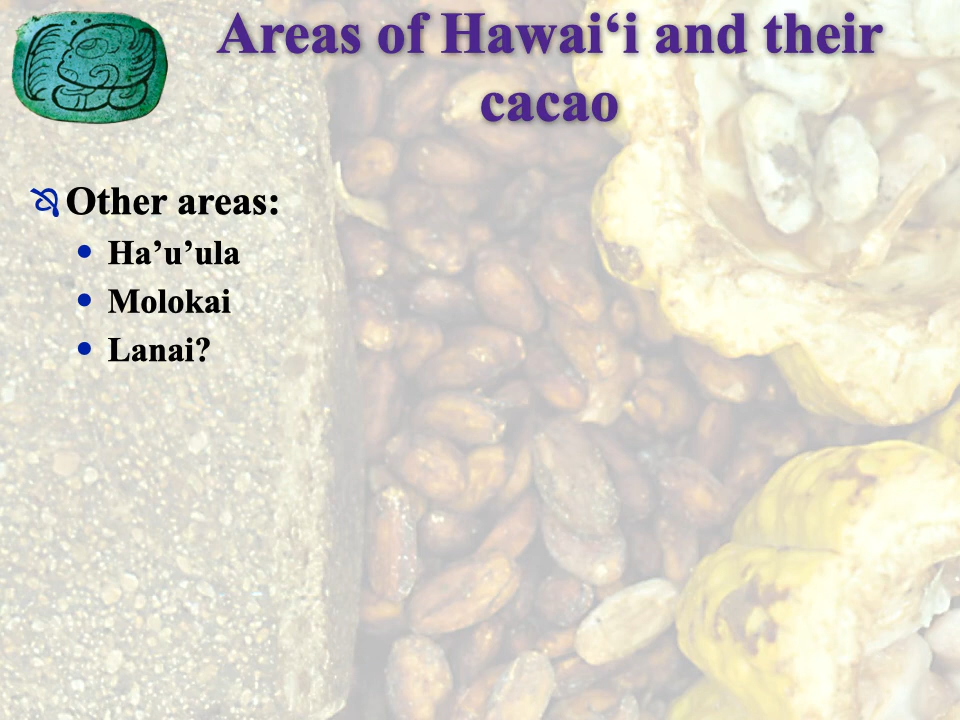 Areas of Hawai‘i and their
cacao
Other areas:
Ha’u’ula
Molokai
Lanai?